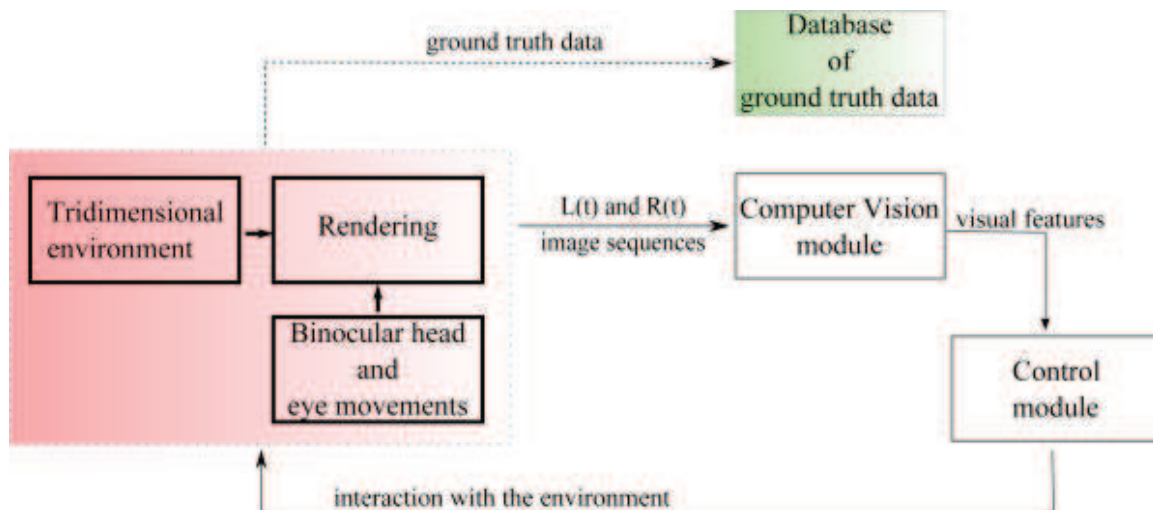 ground truth data
Database
of
ground truth data
Tridimensional
environment
Rendering
Binocular head
and
eye movements
L(t) and R(t)
image sequences
Computer Vision
module
visual features
Control
module
interaction with the environment